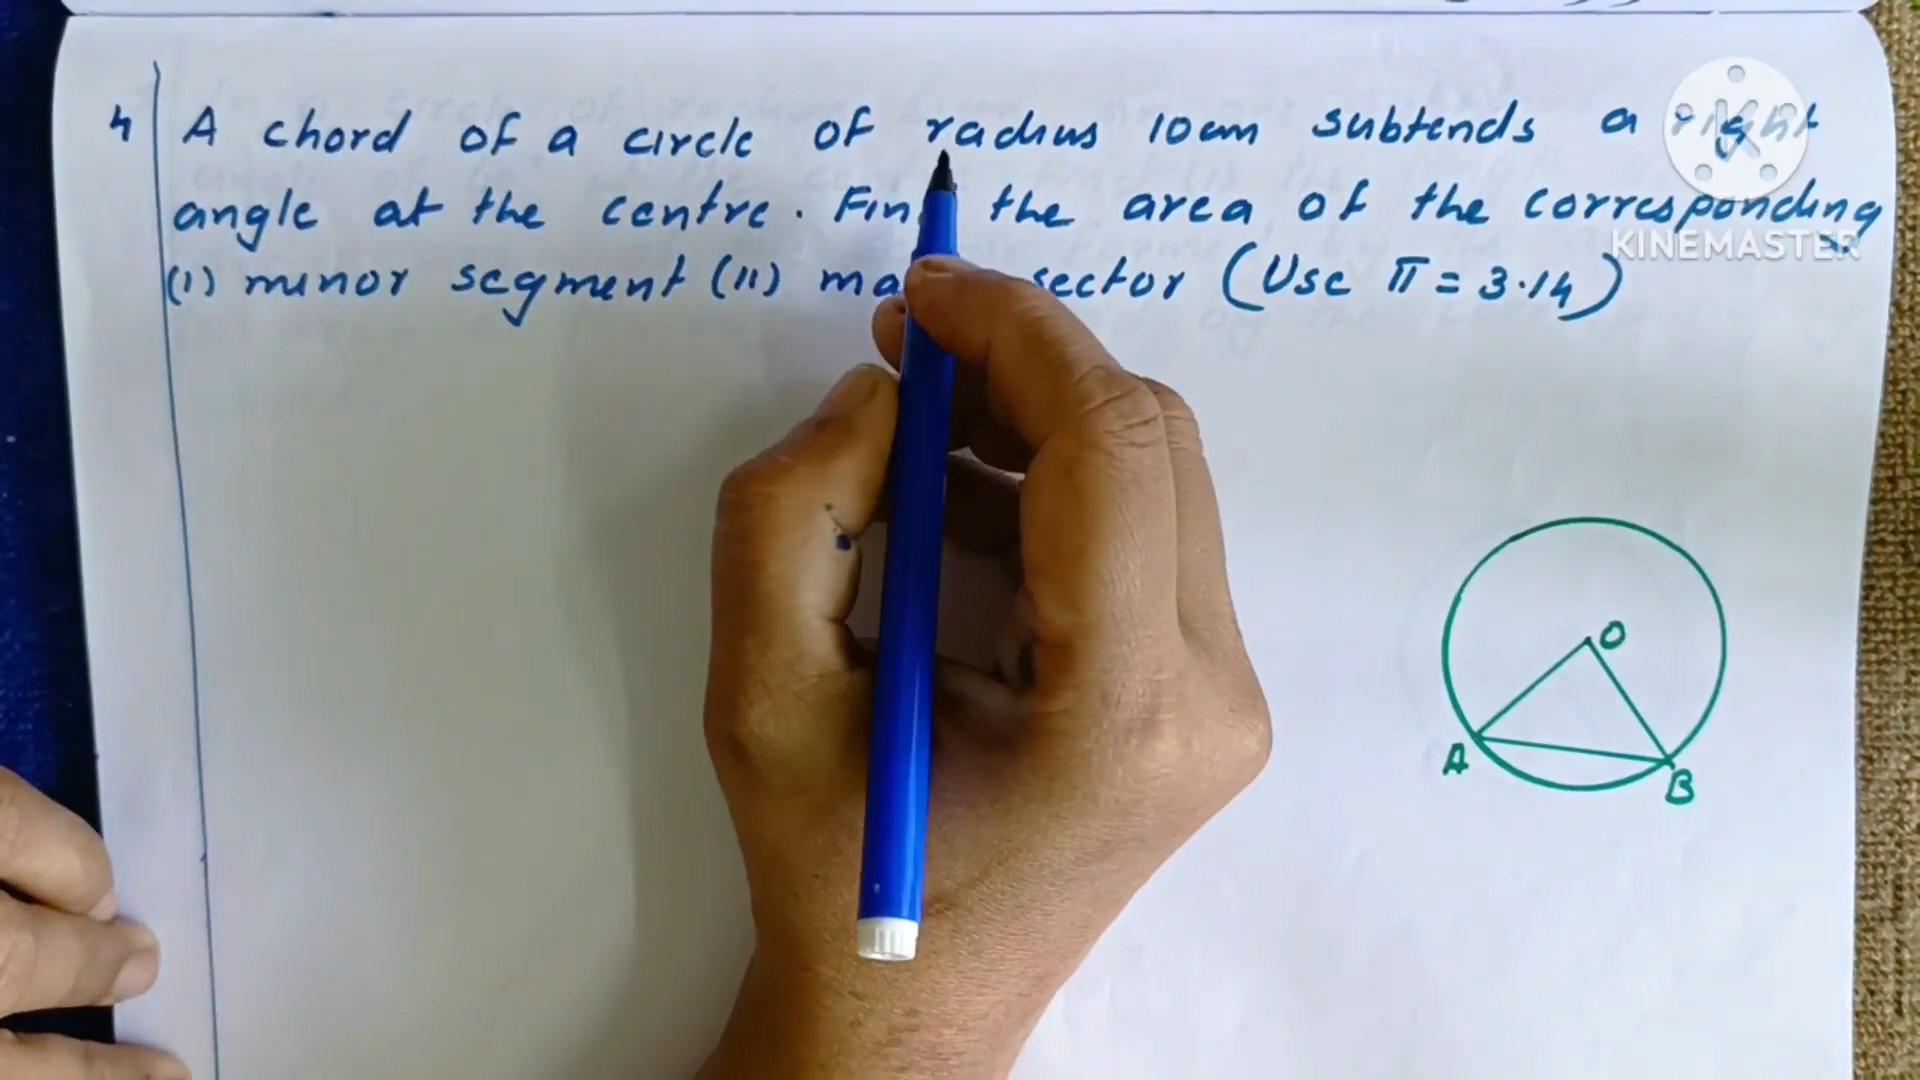 4 A chord of a circle of radius 10cm subtends a right
angle at the centre. Find the area of the corresponding
(i) minor segment (ii) major sector (Use π = 3.14)
KINEMASTER
O
A
B